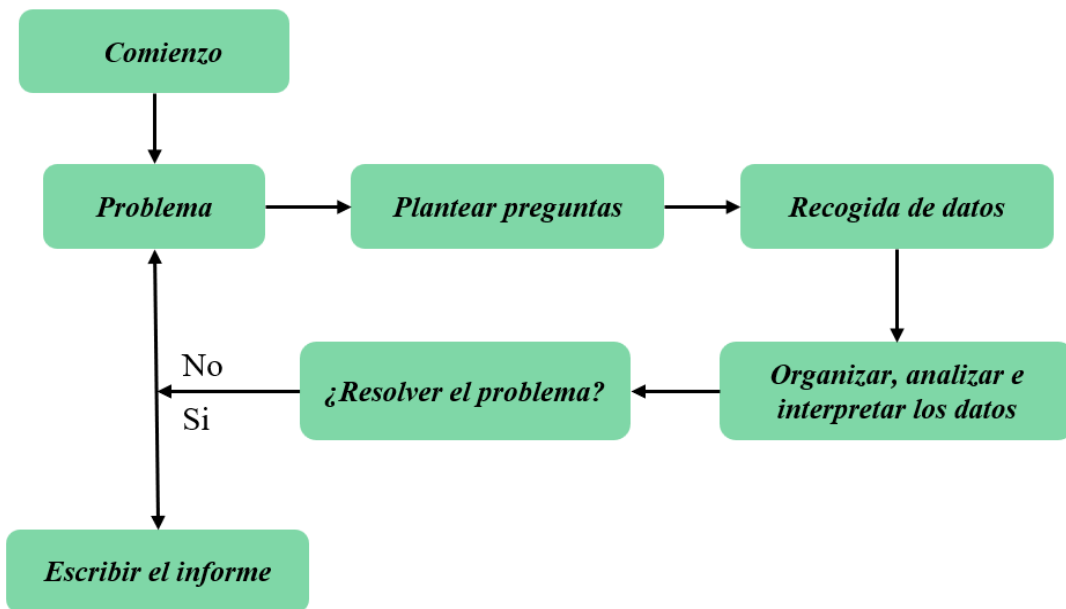 Comienzo
Problema
Plantear preguntas
Recogida de datos
No
Si
¿Resolver el problema?
Organizar, analizar e
interpretar los datos
Escribir el informe